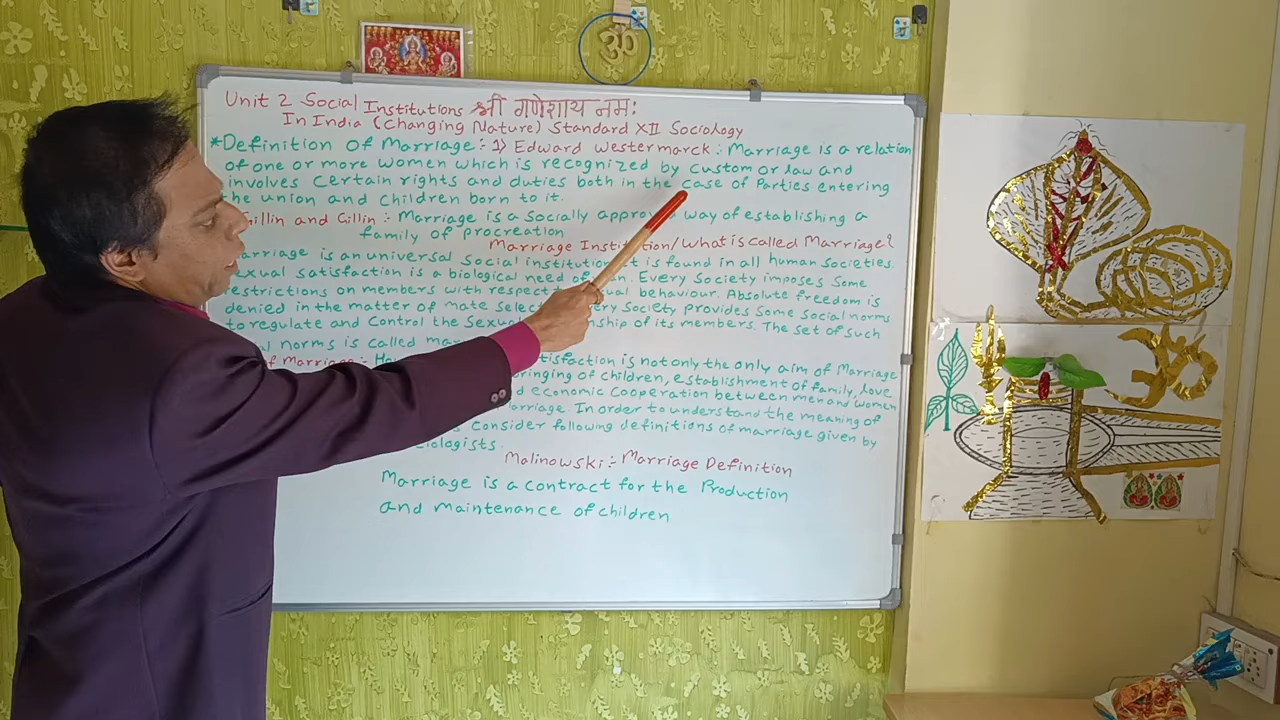 Unit 2 Social Institutions श्री गणेशाय नमः
In India (Changing Nature) Standard XII Sociology
*Definition of Marriage:- 1) Edward Westermarck: Marriage is a relation
of one or more women which is recognized by custom or law and
involves certain rights and duties both in the case of Parties entering
the union and children born to it.
Gillin and Gillin:- Marriage is a Socially way of establishing a
family of procreation
Marriage Institution/What is called Marriage?
Marriage is an universal social institution. It is found in all human societies.
Sexual satisfaction is a biological need of Every Society imposes some
restrictions on members with respect behaviour. Absolute freedom is
denied in the matter of mate Society provides some social norms
to regulate and control the of its members. The set of such
norms is called
of Marriage:- is not only the only aim of Marriage
of children, establishment of family, love
economic cooperation between men and women
Marriage. In order to understand the meaning of
consider following definitions of marriage given by
Malinowski:- Marriage Definition
Marriage is a contract for the Production
and maintenance of children